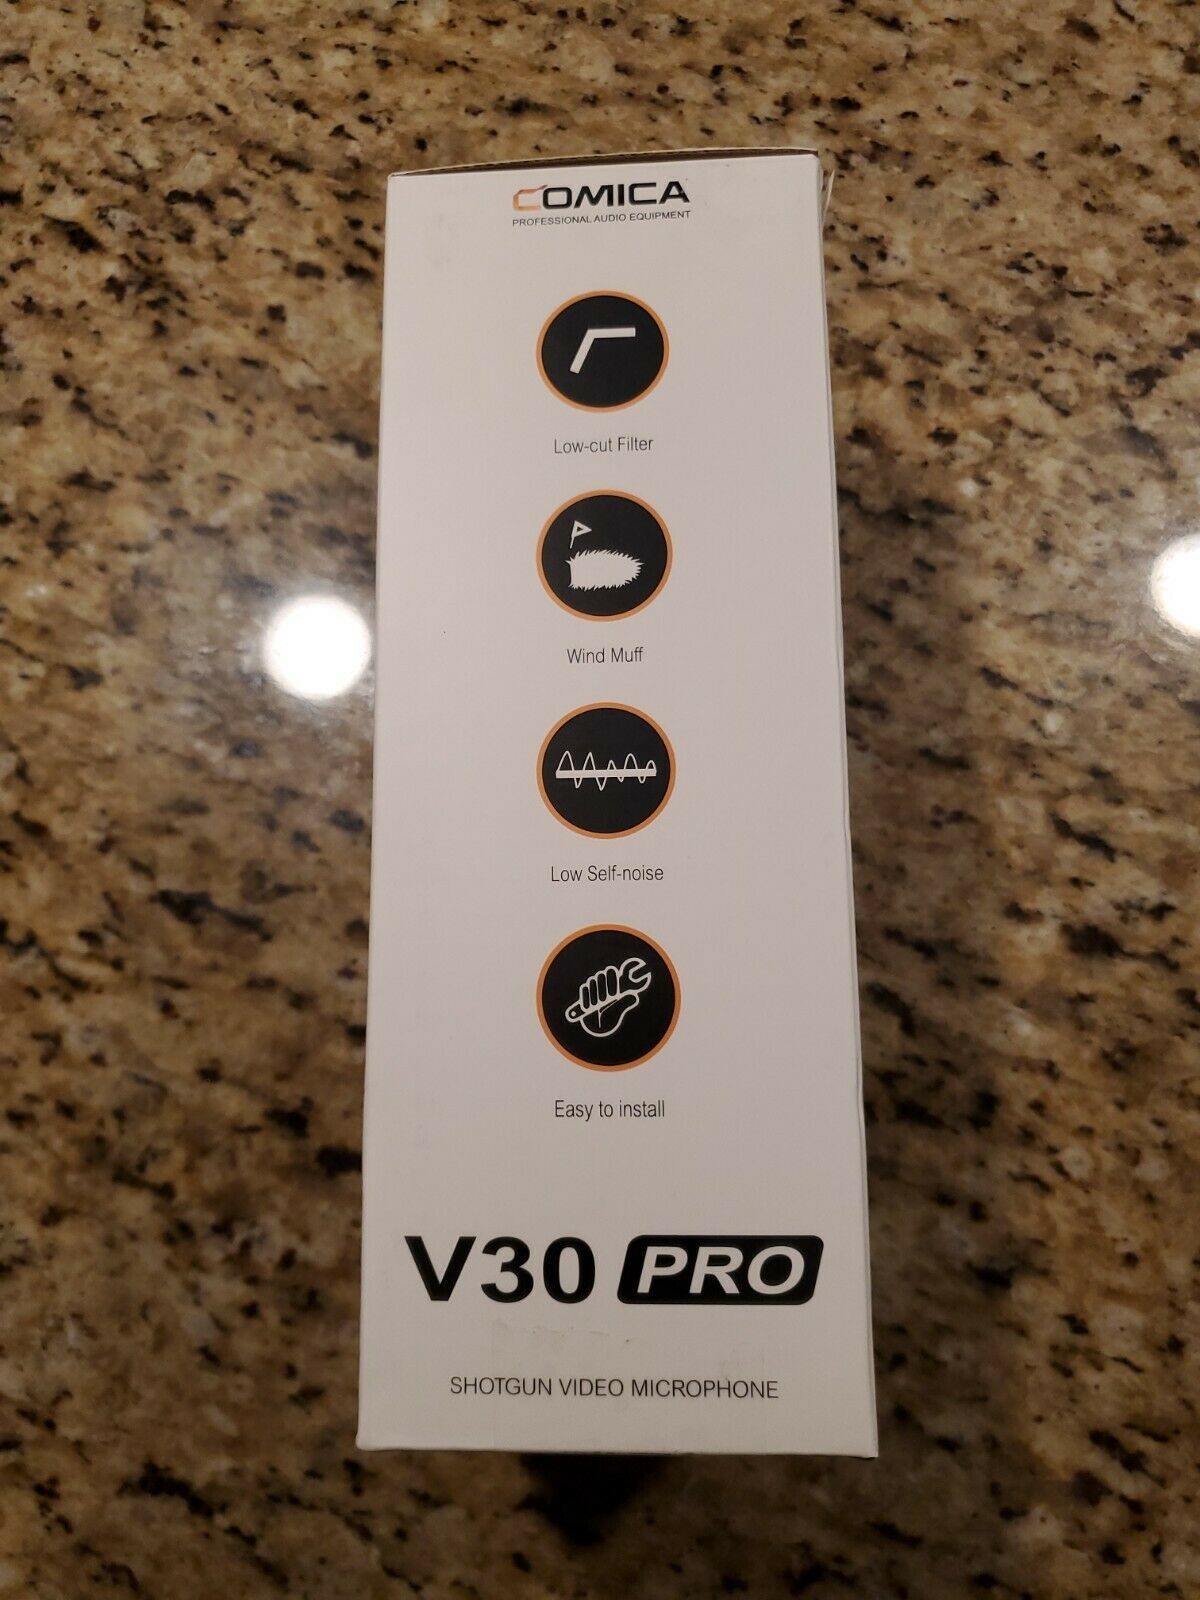 COMICA
PROFESSIONAL AUDIO EQUIPMENT
Low-cut Filter
Wind Muff
Low Self-noise
Easy to install
V30 PRO
SHOTGUN VIDEO MICROPHONE